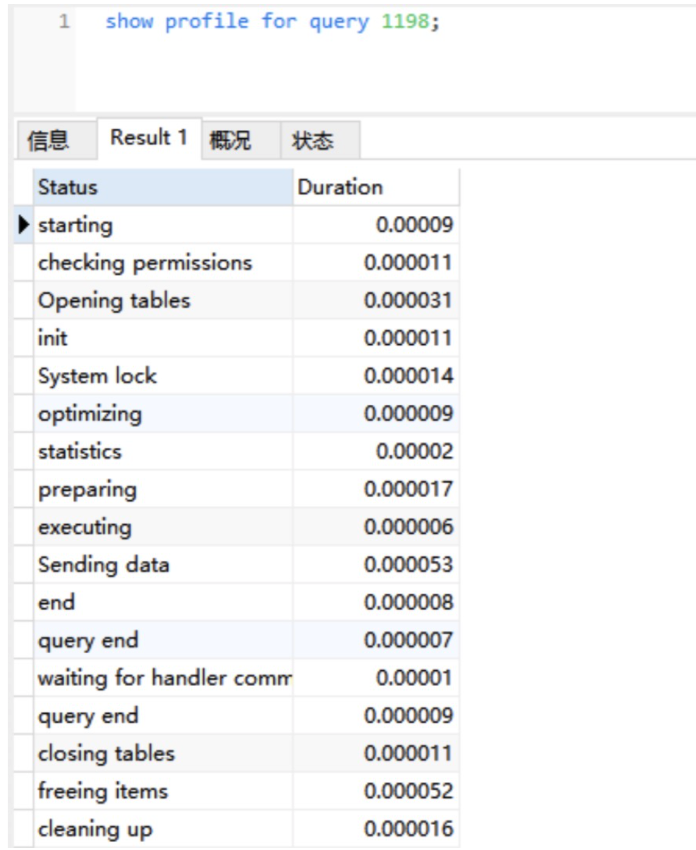 1 show profile for query 1198;
信息 Result 1 概况 状态
Status Duration
starting 0.00009
checking permissions 0.000011
Opening tables 0.000031
init 0.000011
System lock 0.000014
optimizing 0.000009
statistics 0.00002
preparing 0.000017
executing 0.000006
Sending data 0.000053
end 0.000008
query end 0.000007
waiting for handler comm 0.00001
query end 0.000009
closing tables 0.000011
freeing items 0.000052
cleaning up 0.000016